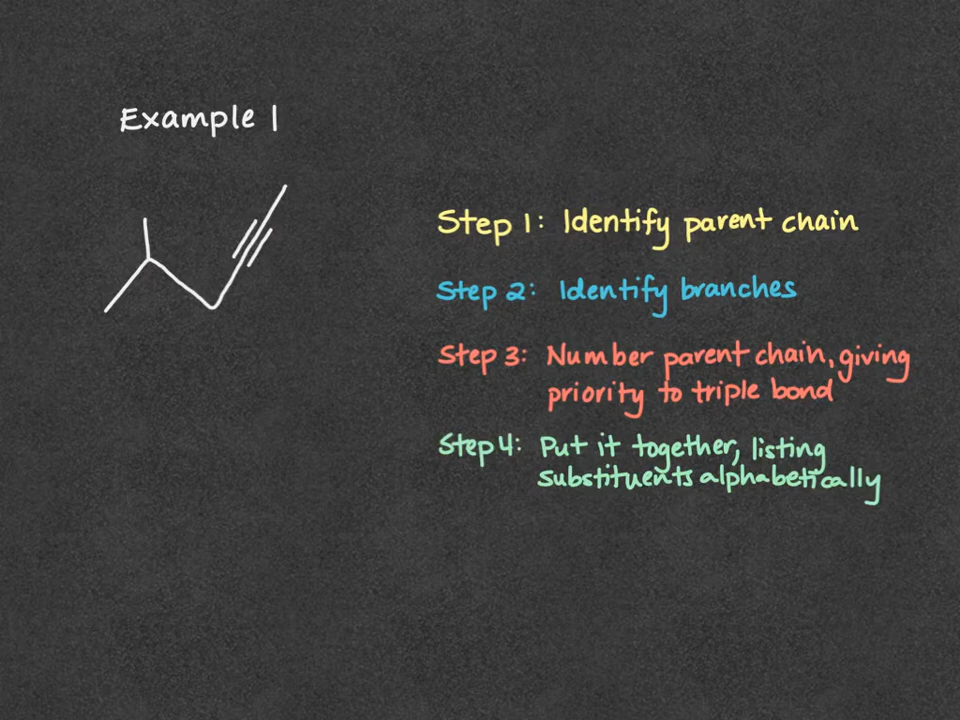 Example 1
Step 1: Identify parent chain
Step 2: Identify branches
Step 3: Number parent chain, giving
priority to triple bond
Step 4: Put it together, listing
substituents alphabetically